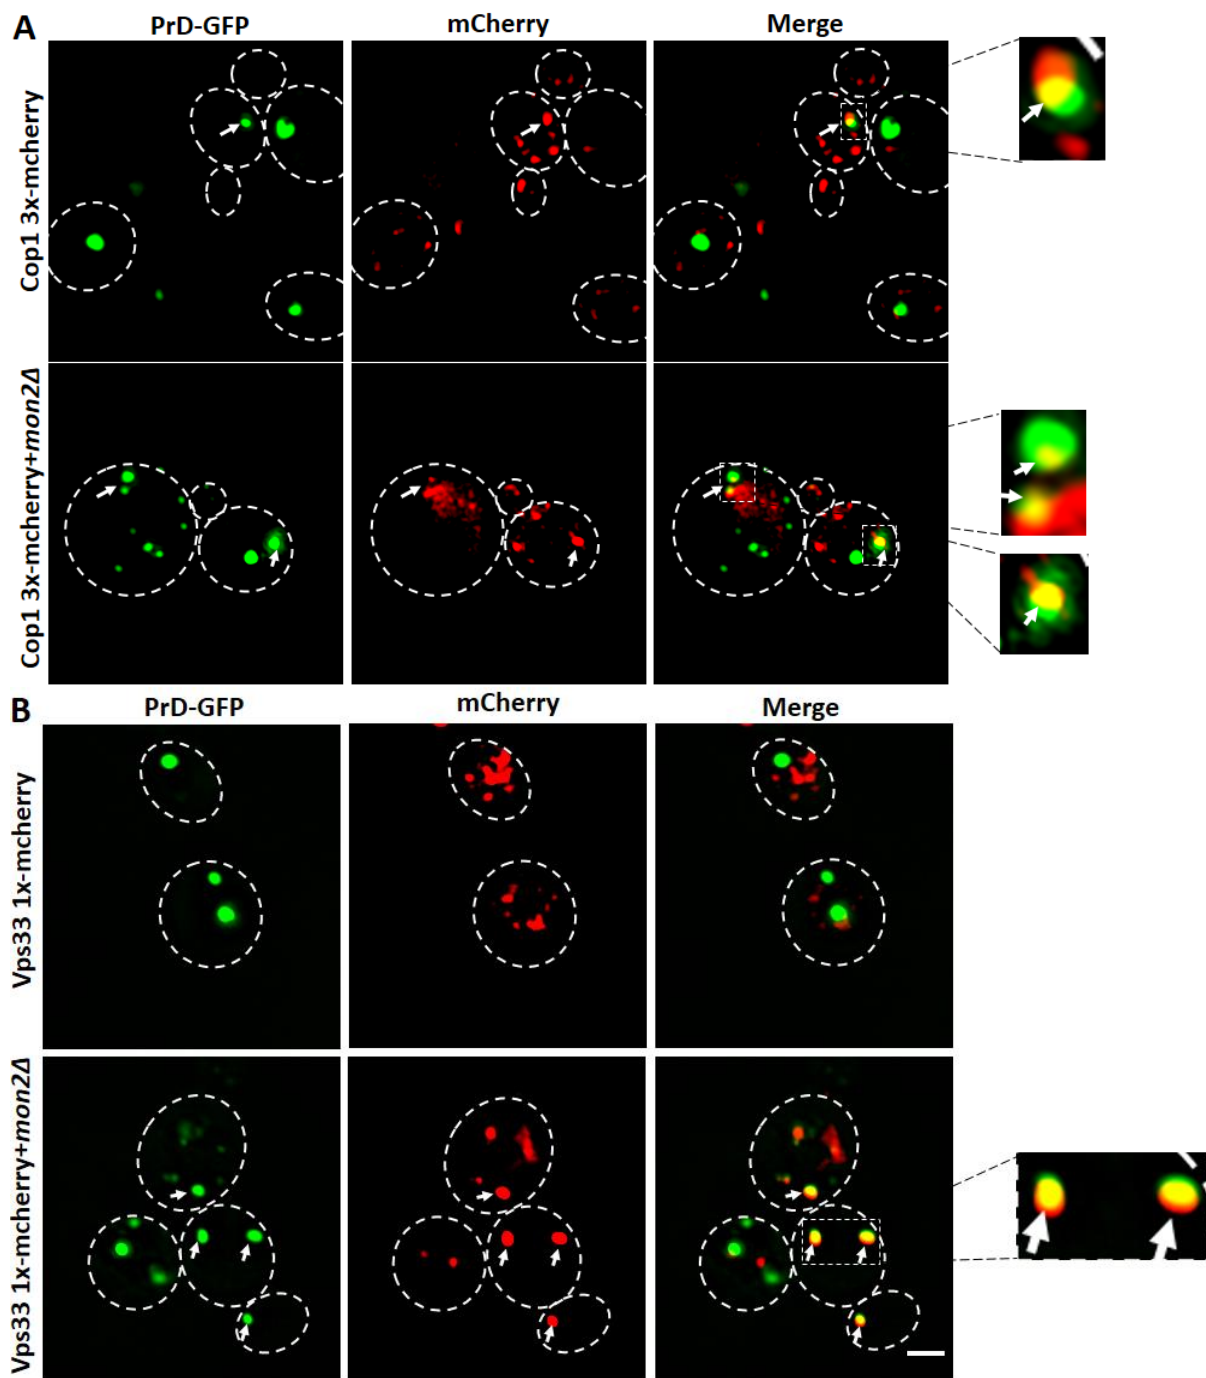 A
PrD-GFP mCherry Merge
Cop1 3x-mcherry
Cop1 3x-mcherry+mon2Δ
B
PrD-GFP mCherry Merge
Vps33 1x-mcherry
Vps33 1x-mcherry+mon2Δ